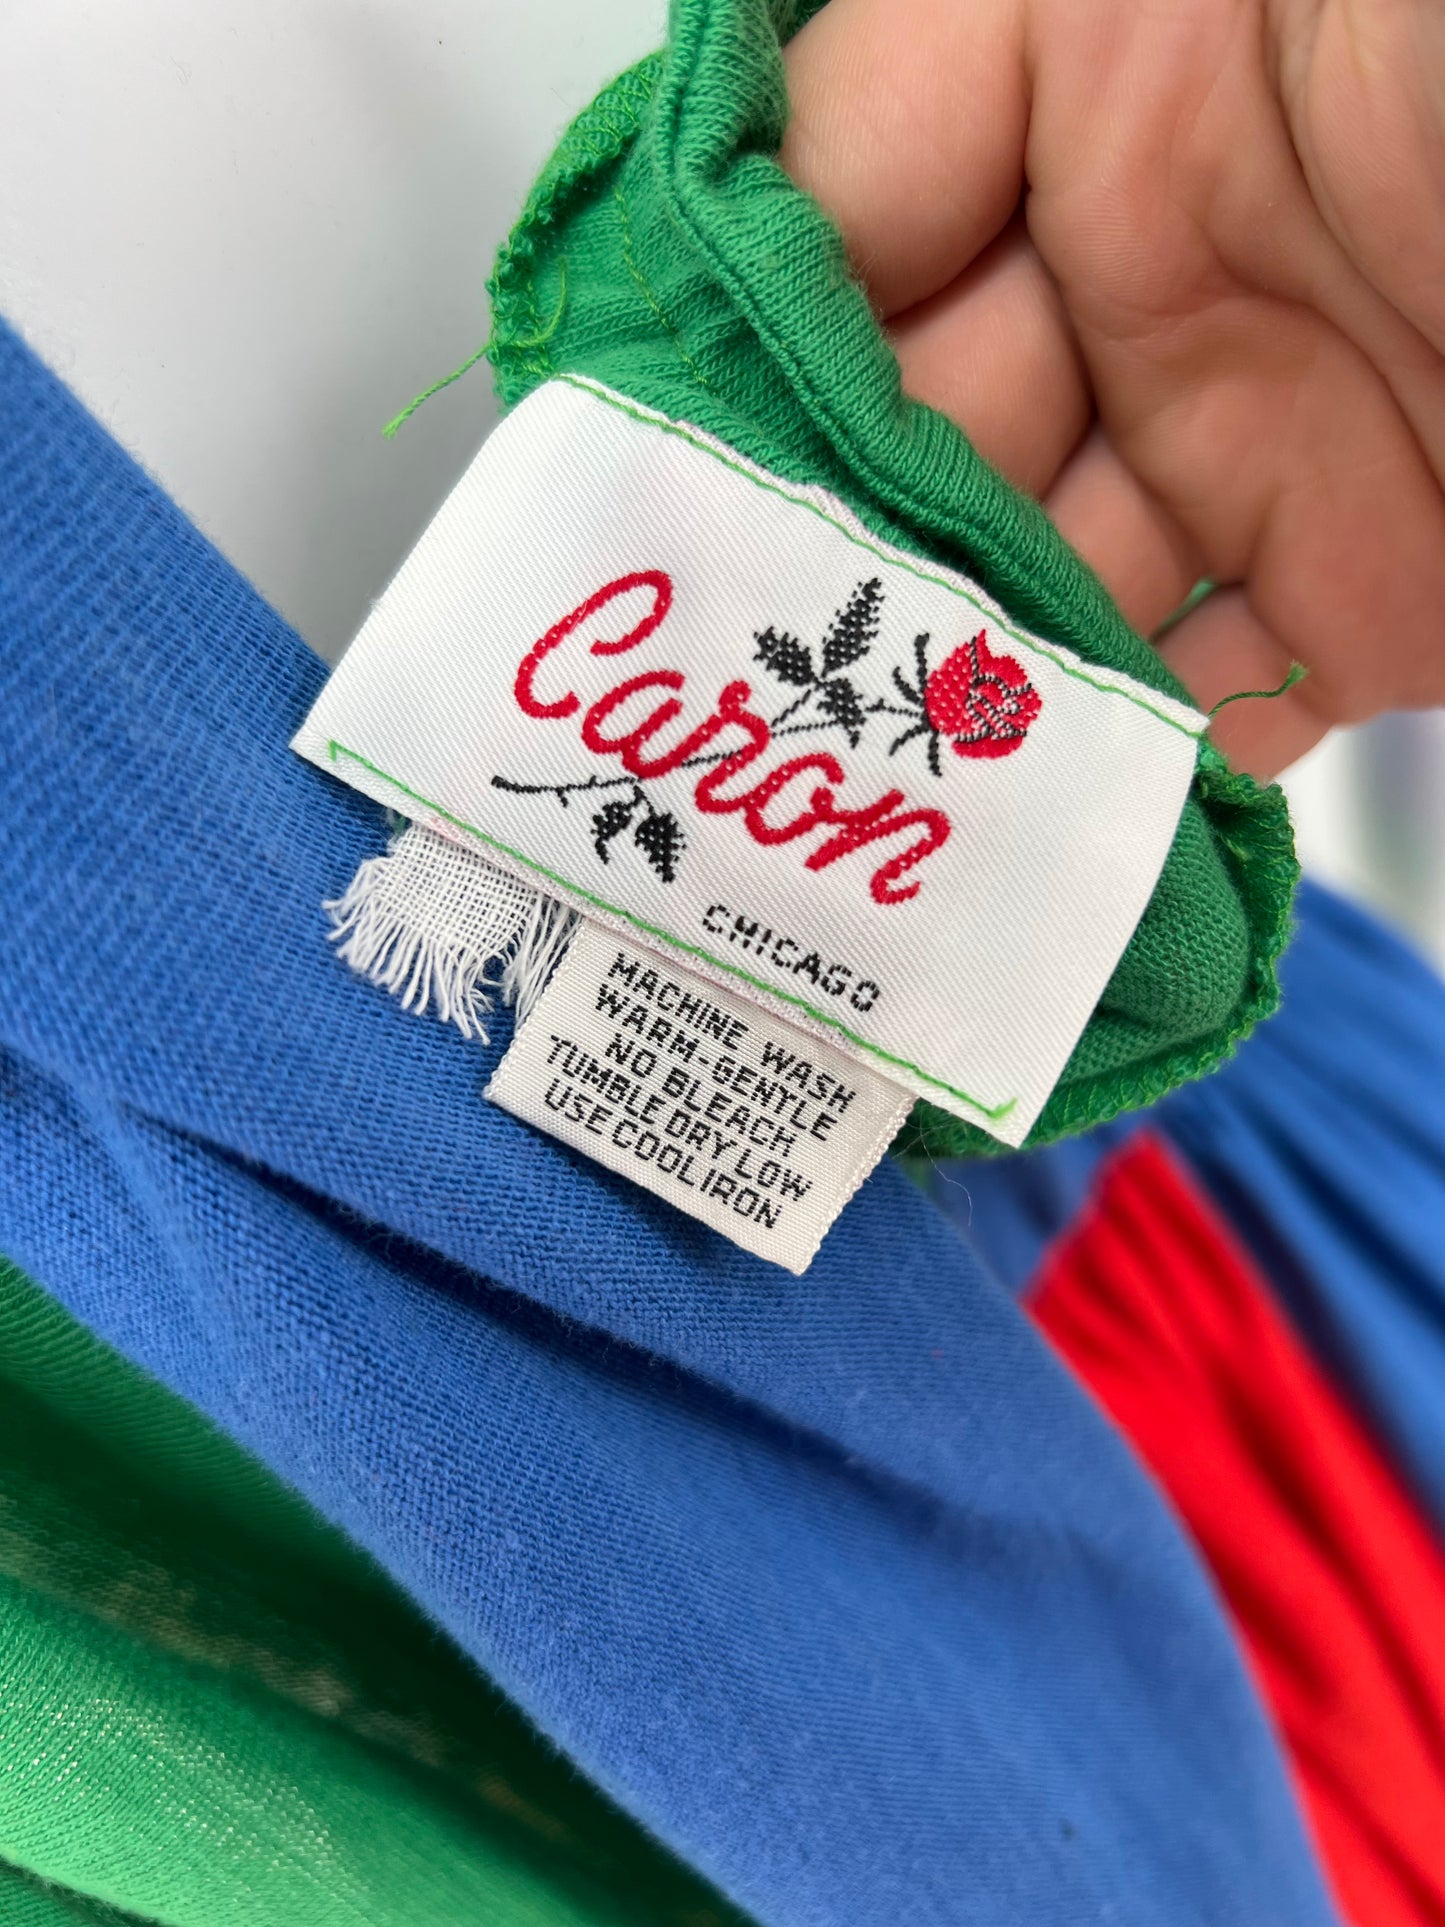 Caron
CHICAGO
MACHINE WASH
WARM-GENTLE
NO BLEACH
TUMBLE DRY LOW
USE COOL IRON